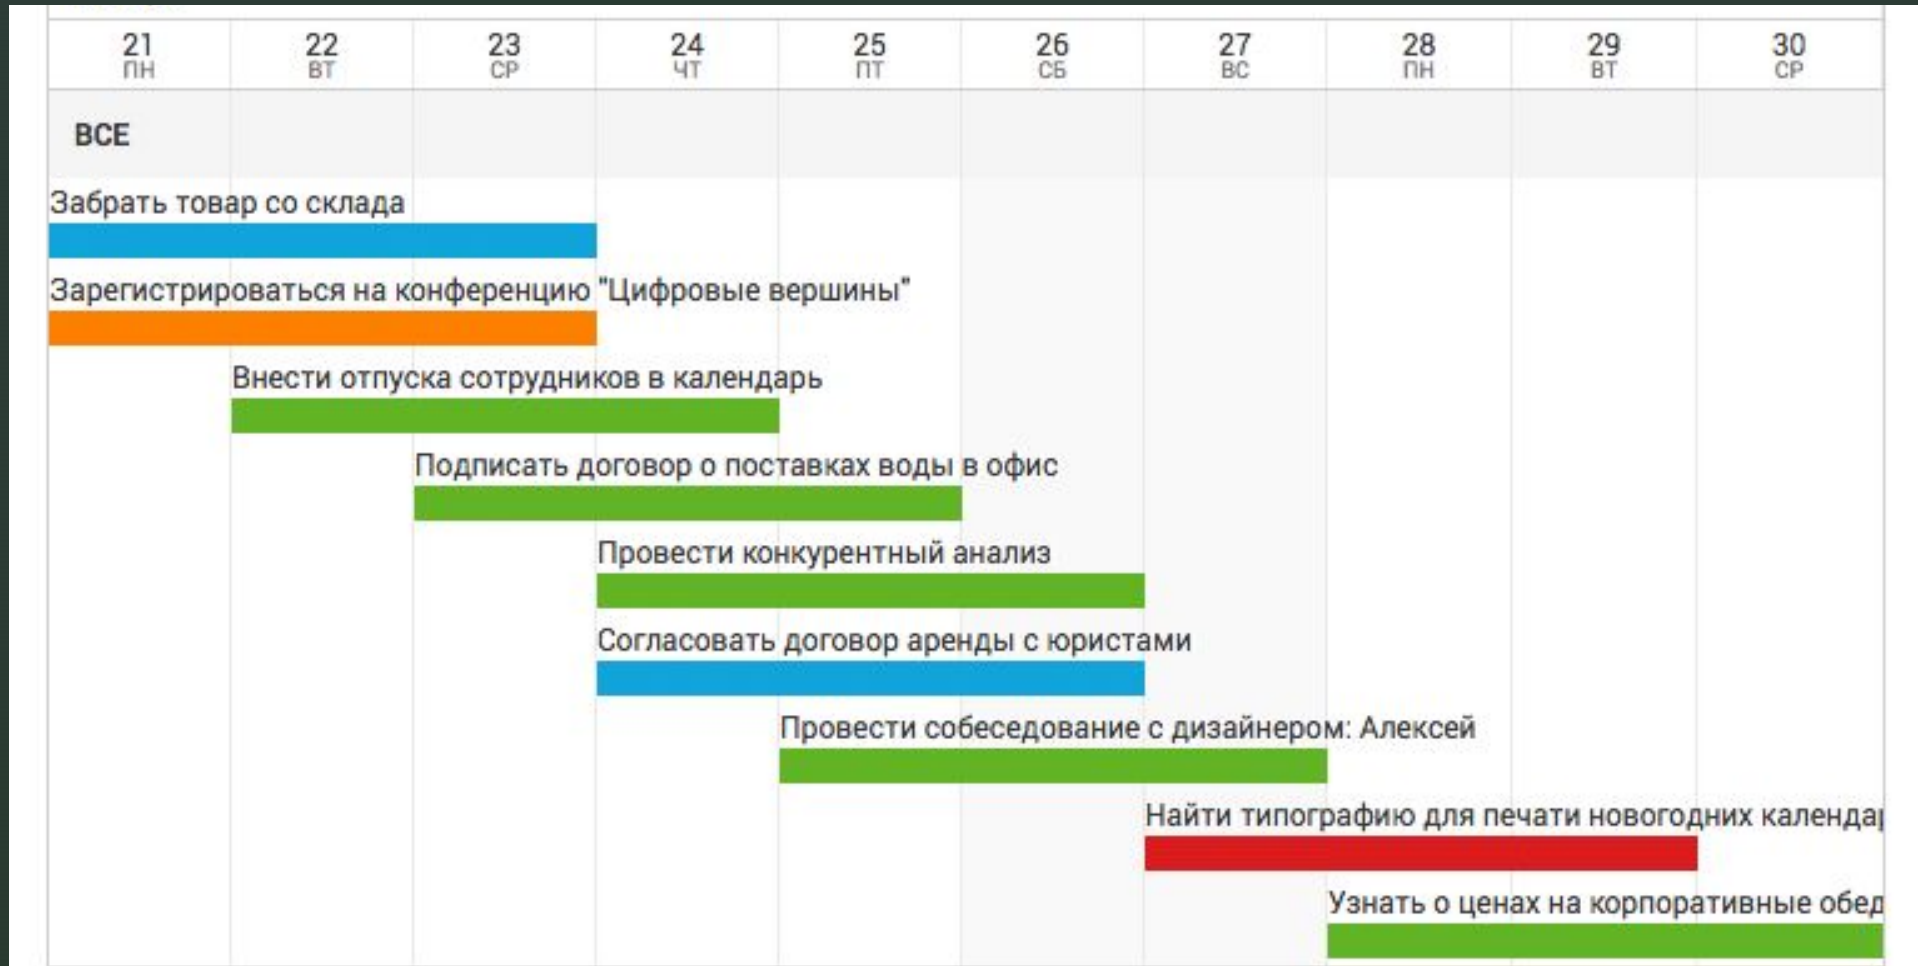 21 22 23 24 25 26 27 28 29 30
ПН ВТ СР ЧТ ПТ СБ ВС ПН ВТ СР
ВСЕ
Забрать товар со склада
Зарегистрироваться на конференцию "Цифровые вершины"
Внести отпуска сотрудников в календарь
Подписать договор о поставках воды в офис
Провести конкурентный анализ
Согласовать договор аренды с юристами
Провести собеседование с дизайнером: Алексей
Найти типографию для печати новогодних
Узнать о ценах на корпоративные обед